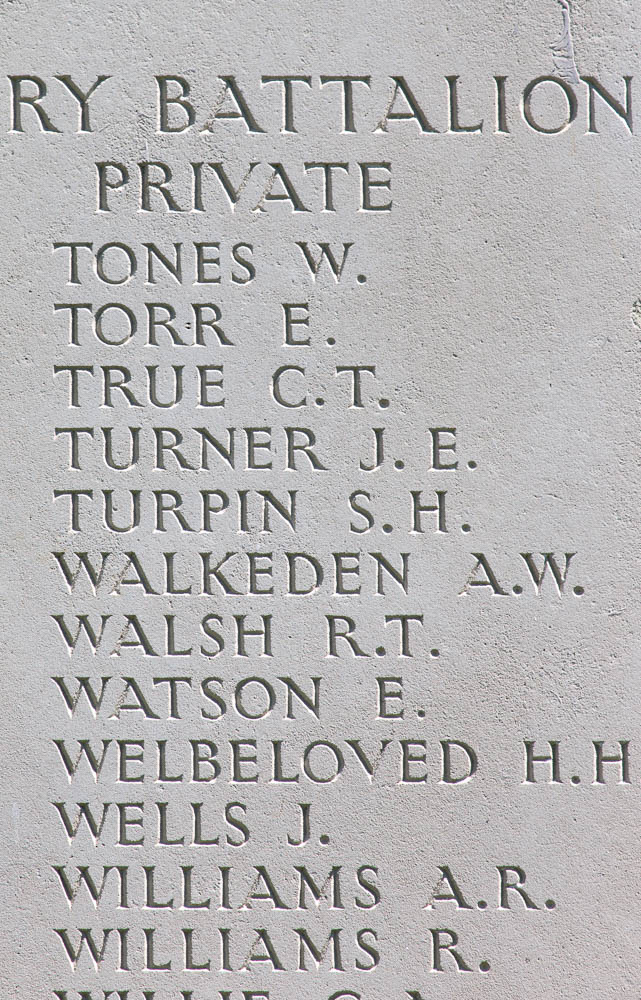 RY BATTALION
PRIVATE
TONES W.
TORR E.
TRUE C.T.
TURNER J.E.
TURPIN S.H.
WALKEDEN A.W.
WALSH R.T.
WATSON E.
WELBELOVED H.H
WELLS J.
WILLIAMS A.R.
WILLIAMS R.